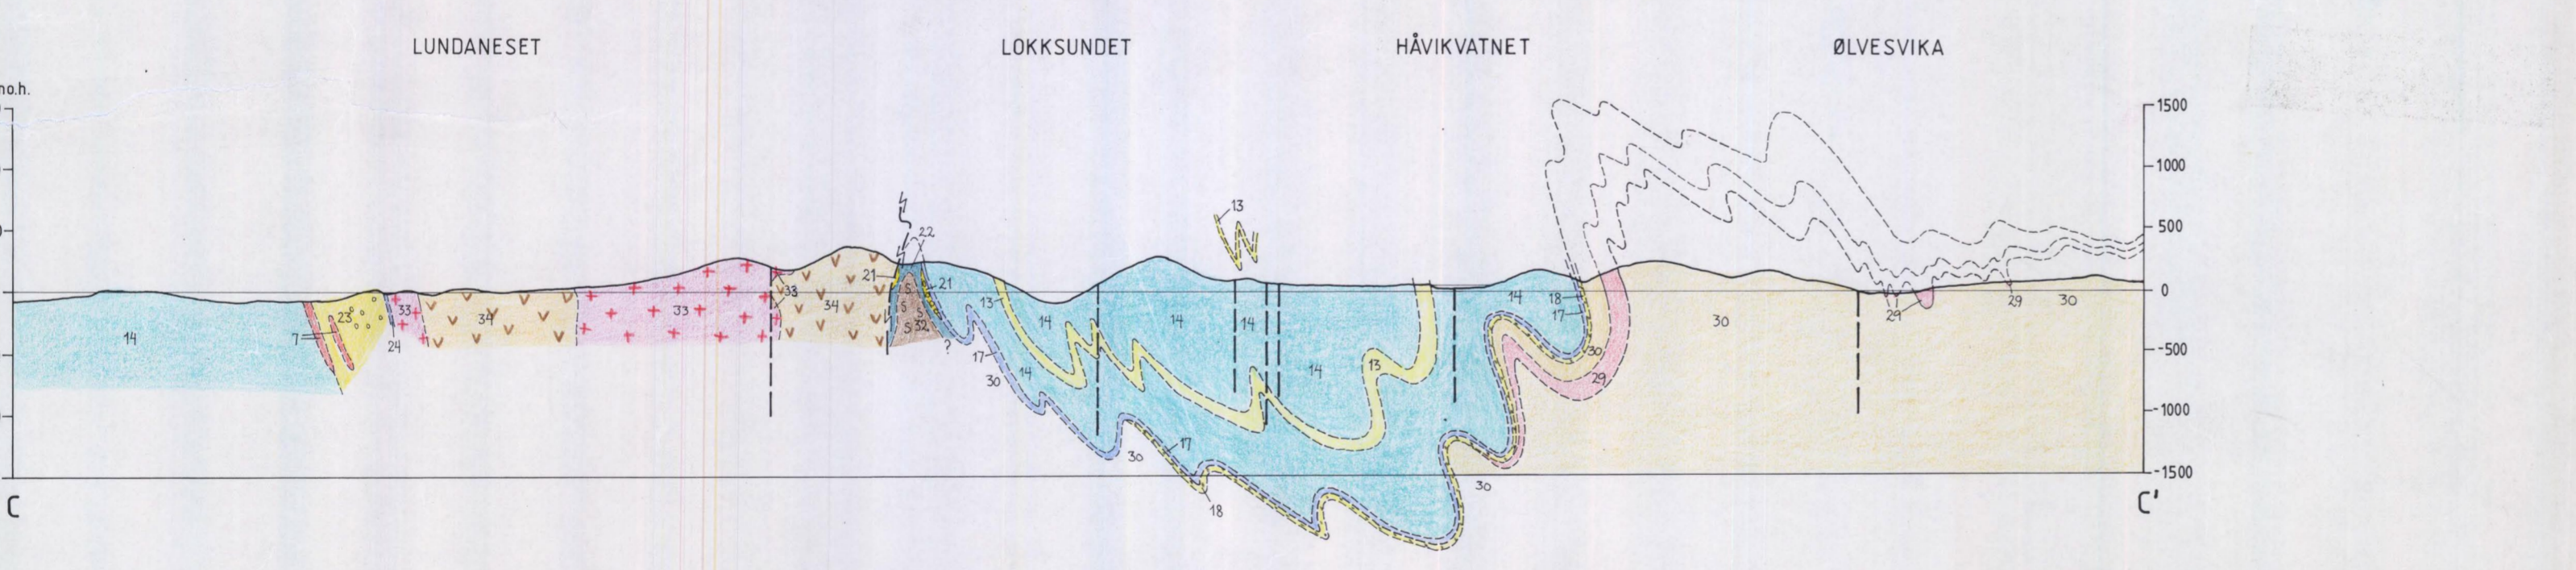 LUNDANESET LOKKSUNDET HÅVIKVATNET ØLVESVIKA
mo.h.
1500
1000
13
500
22
21 21
33 13 14 18 29 30
0
14 7 23 33 34 33 34 S S S S 32 14 14 14 17 30 29
24 ? 17 -500
30 14 14 13 30 29
-1000
17
30
-1500
30
C 18 C'